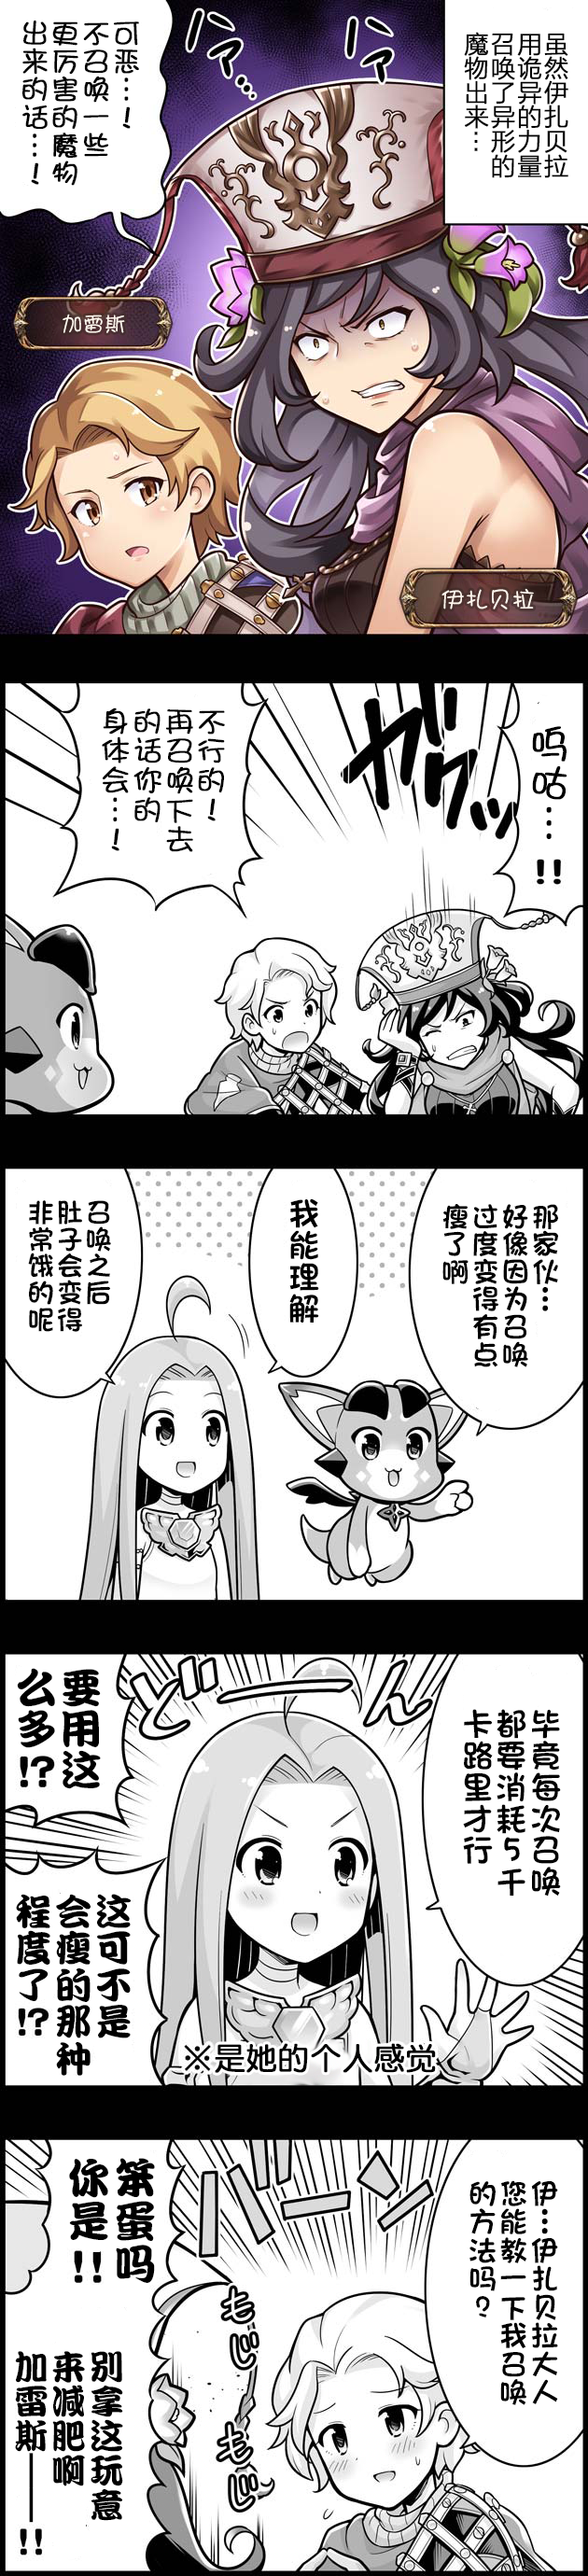 虽然伊扎贝拉
用诡异的力量
召唤了异形的
魔物出来…
ハァ…
ハァ
可恶…！
不召唤一些
更厉害的魔物
出来的话…！
加雷斯
伊扎贝拉
呜咕…!!
ガクッ
不行的！
再召唤下去
的话你的
身体会…！
那家伙…
好像因为召唤
过度变得有点
瘦了啊
我能理解
召唤之后
肚子会变得
非常饿的呢
毕竟每次召唤
都要消耗5千
卡路里才行
どーん
要用这
么多!?
这可不是
会瘦的那种
程度了!?
※是她的个人感觉
伊…伊扎贝拉大人
您能教一下我召唤
的方法吗?
もじ
もじ
笨蛋吗
你是!!
别拿这玩意
来减肥啊
加雷斯——!!